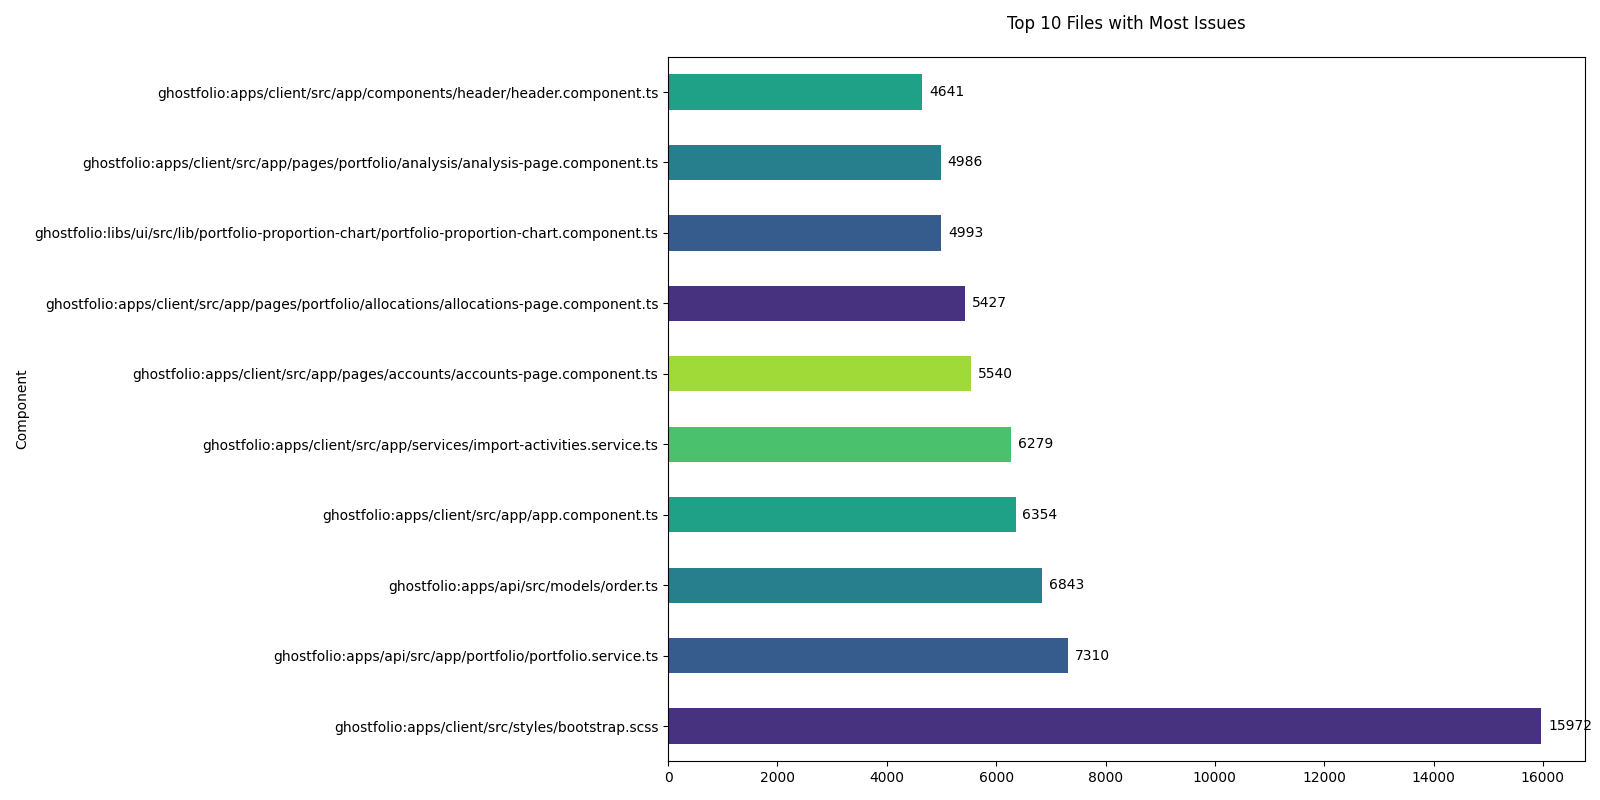 Top 10 Files with Most Issues
ghostfolio:apps/client/src/app/components/header/header.component.ts 4641
ghostfolio:apps/client/src/app/pages/portfolio/analysis/analysis-page.component.ts 4986
ghostfolio:libs/ui/src/lib/portfolio-proportion-chart/portfolio-proportion-chart.component.ts 4993
ghostfolio:apps/client/src/app/pages/portfolio/allocations/allocations-page.component.ts 5427
ghostfolio:apps/client/src/app/pages/accounts/accounts-page.component.ts 5540
Component
ghostfolio:apps/client/src/app/services/import-activities.service.ts 6279
ghostfolio:apps/client/src/app/app.component.ts 6354
ghostfolio:apps/api/src/models/order.ts 6843
ghostfolio:apps/api/src/app/portfolio/portfolio.service.ts 7310
ghostfolio:apps/client/src/styles/bootstrap.scss 15972
0 2000 4000 6000 8000 10000 12000 14000 16000